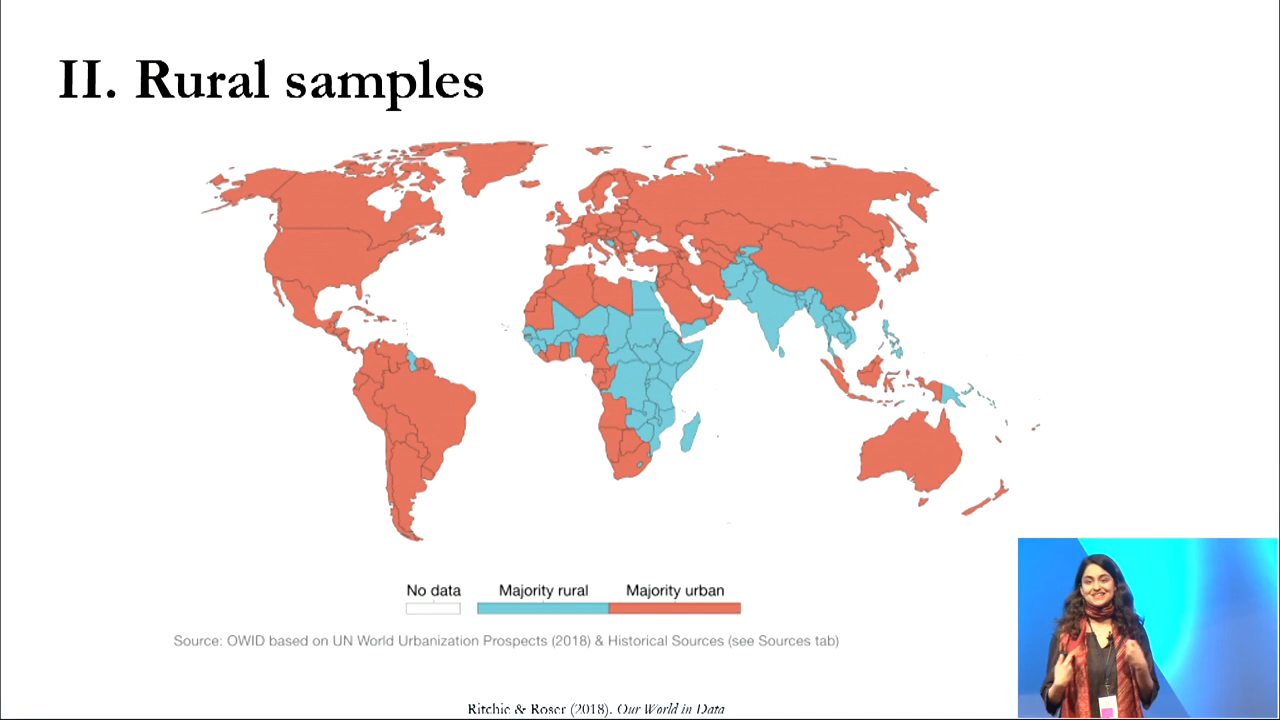 II. Rural samples
No data
Majority rural
Majority urban
Source: OWID based on UN World Urbanization Prospects (2018) & Historical Sources (see Sources tab)
Ritchie & Roser (2018). Our World in Data